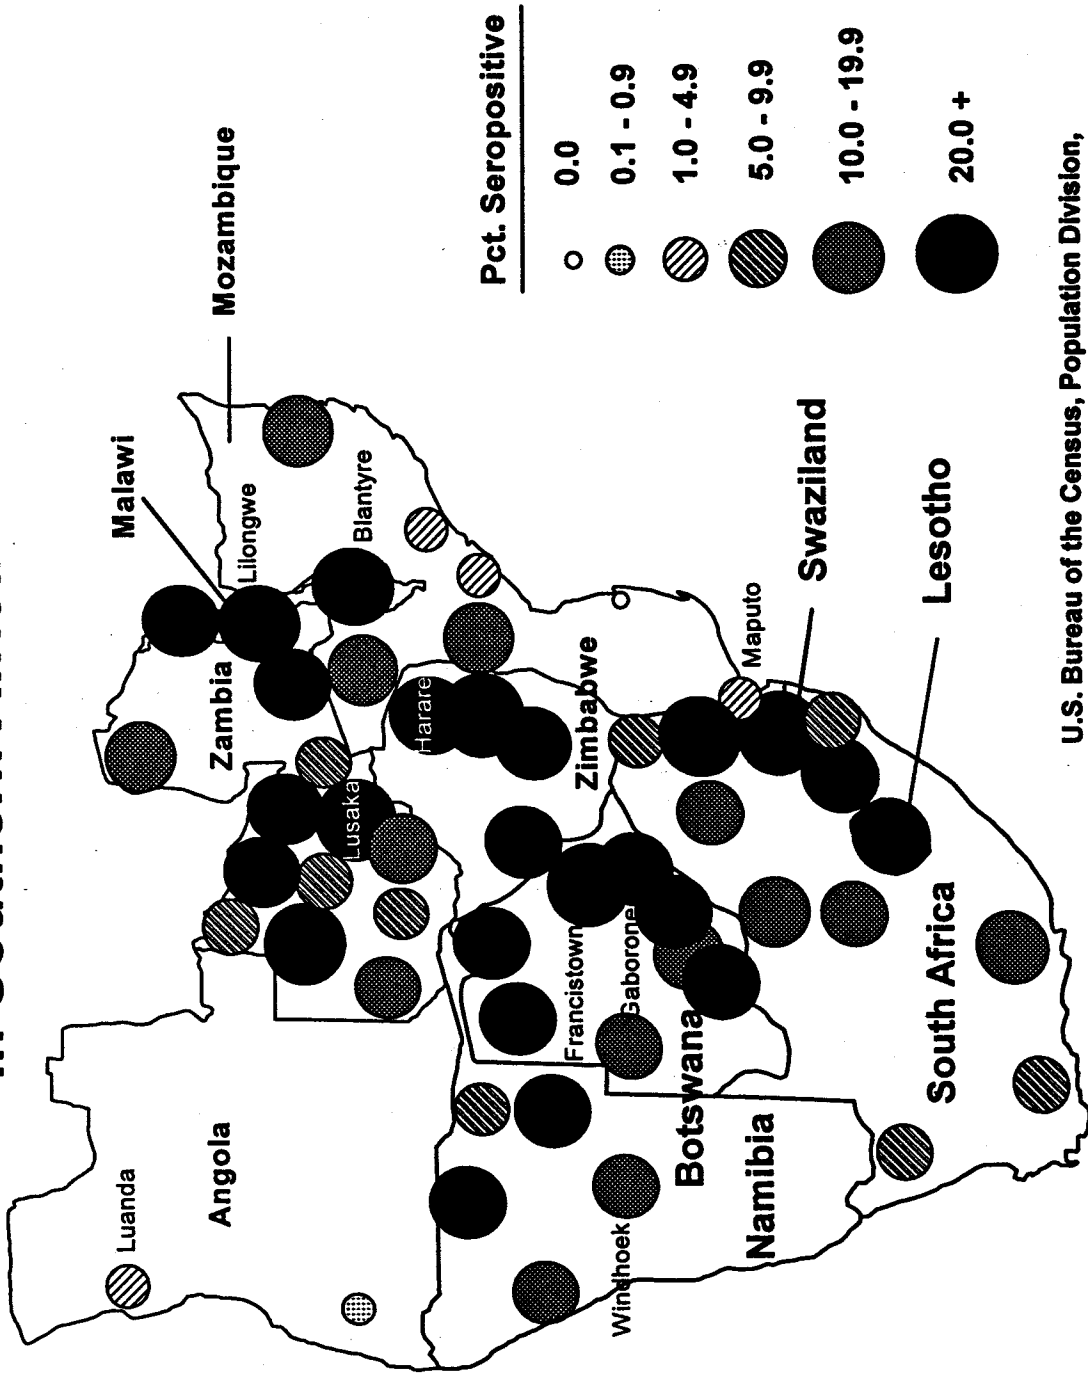 Angola
Luanda
Zambia
Lusaka
Malawi
Lilongwe
Blantyre
Mozambique
Harare
Zimbabwe
Francistown
Gaborone
Botswana
Windhoek
Namibia
South Africa
Maputo
Swaziland
Lesotho
Pct. Seropositive
0.0
0.1 - 0.9
1.0 - 4.9
5.0 - 9.9
10.0 - 19.9
20.0 +
U.S. Bureau of the Census, Population Division,